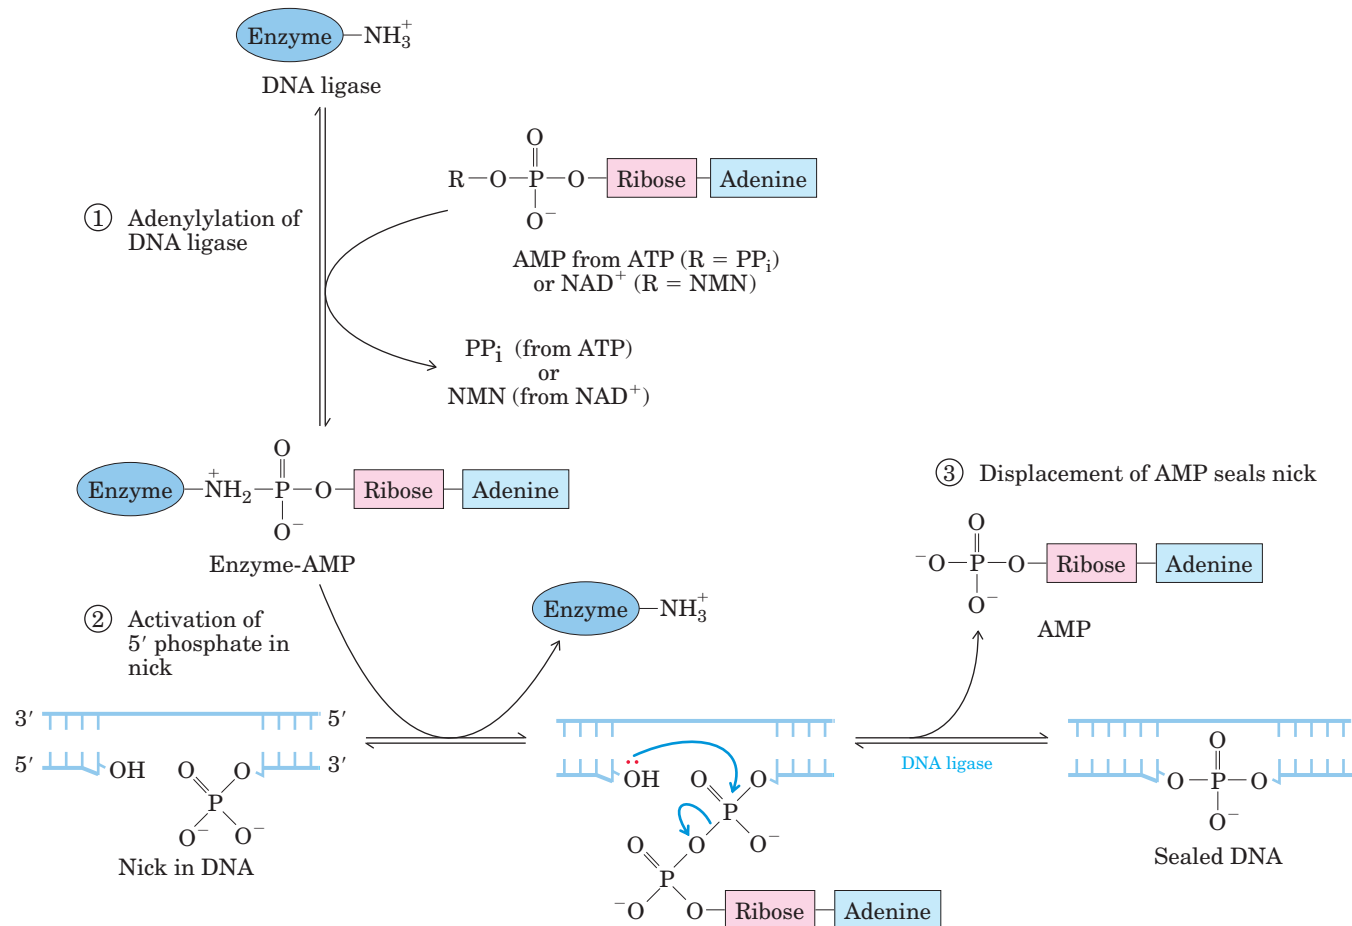 Enzyme NH3+
DNA ligase
O
R—O—P—O—Ribose Adenine
O−
① Adenylylation of
DNA ligase
AMP from ATP (R = PPi)
or NAD+ (R = NMN)
PPi (from ATP)
or
NMN (from NAD+)
O
Enzyme +NH2—P—O—Ribose Adenine
O−
Enzyme-AMP
③ Displacement of AMP seals nick
O
−O—P—O—Ribose Adenine
O−
AMP
② Activation of
5′ phosphate in
nick
Enzyme NH3+
3′ 5′
5′ OH O O 3′
P
O− O−
Nick in DNA
OH O O
P
O O O−
P
−O O Ribose Adenine
DNA ligase
O
O—P—O
O−
Sealed DNA